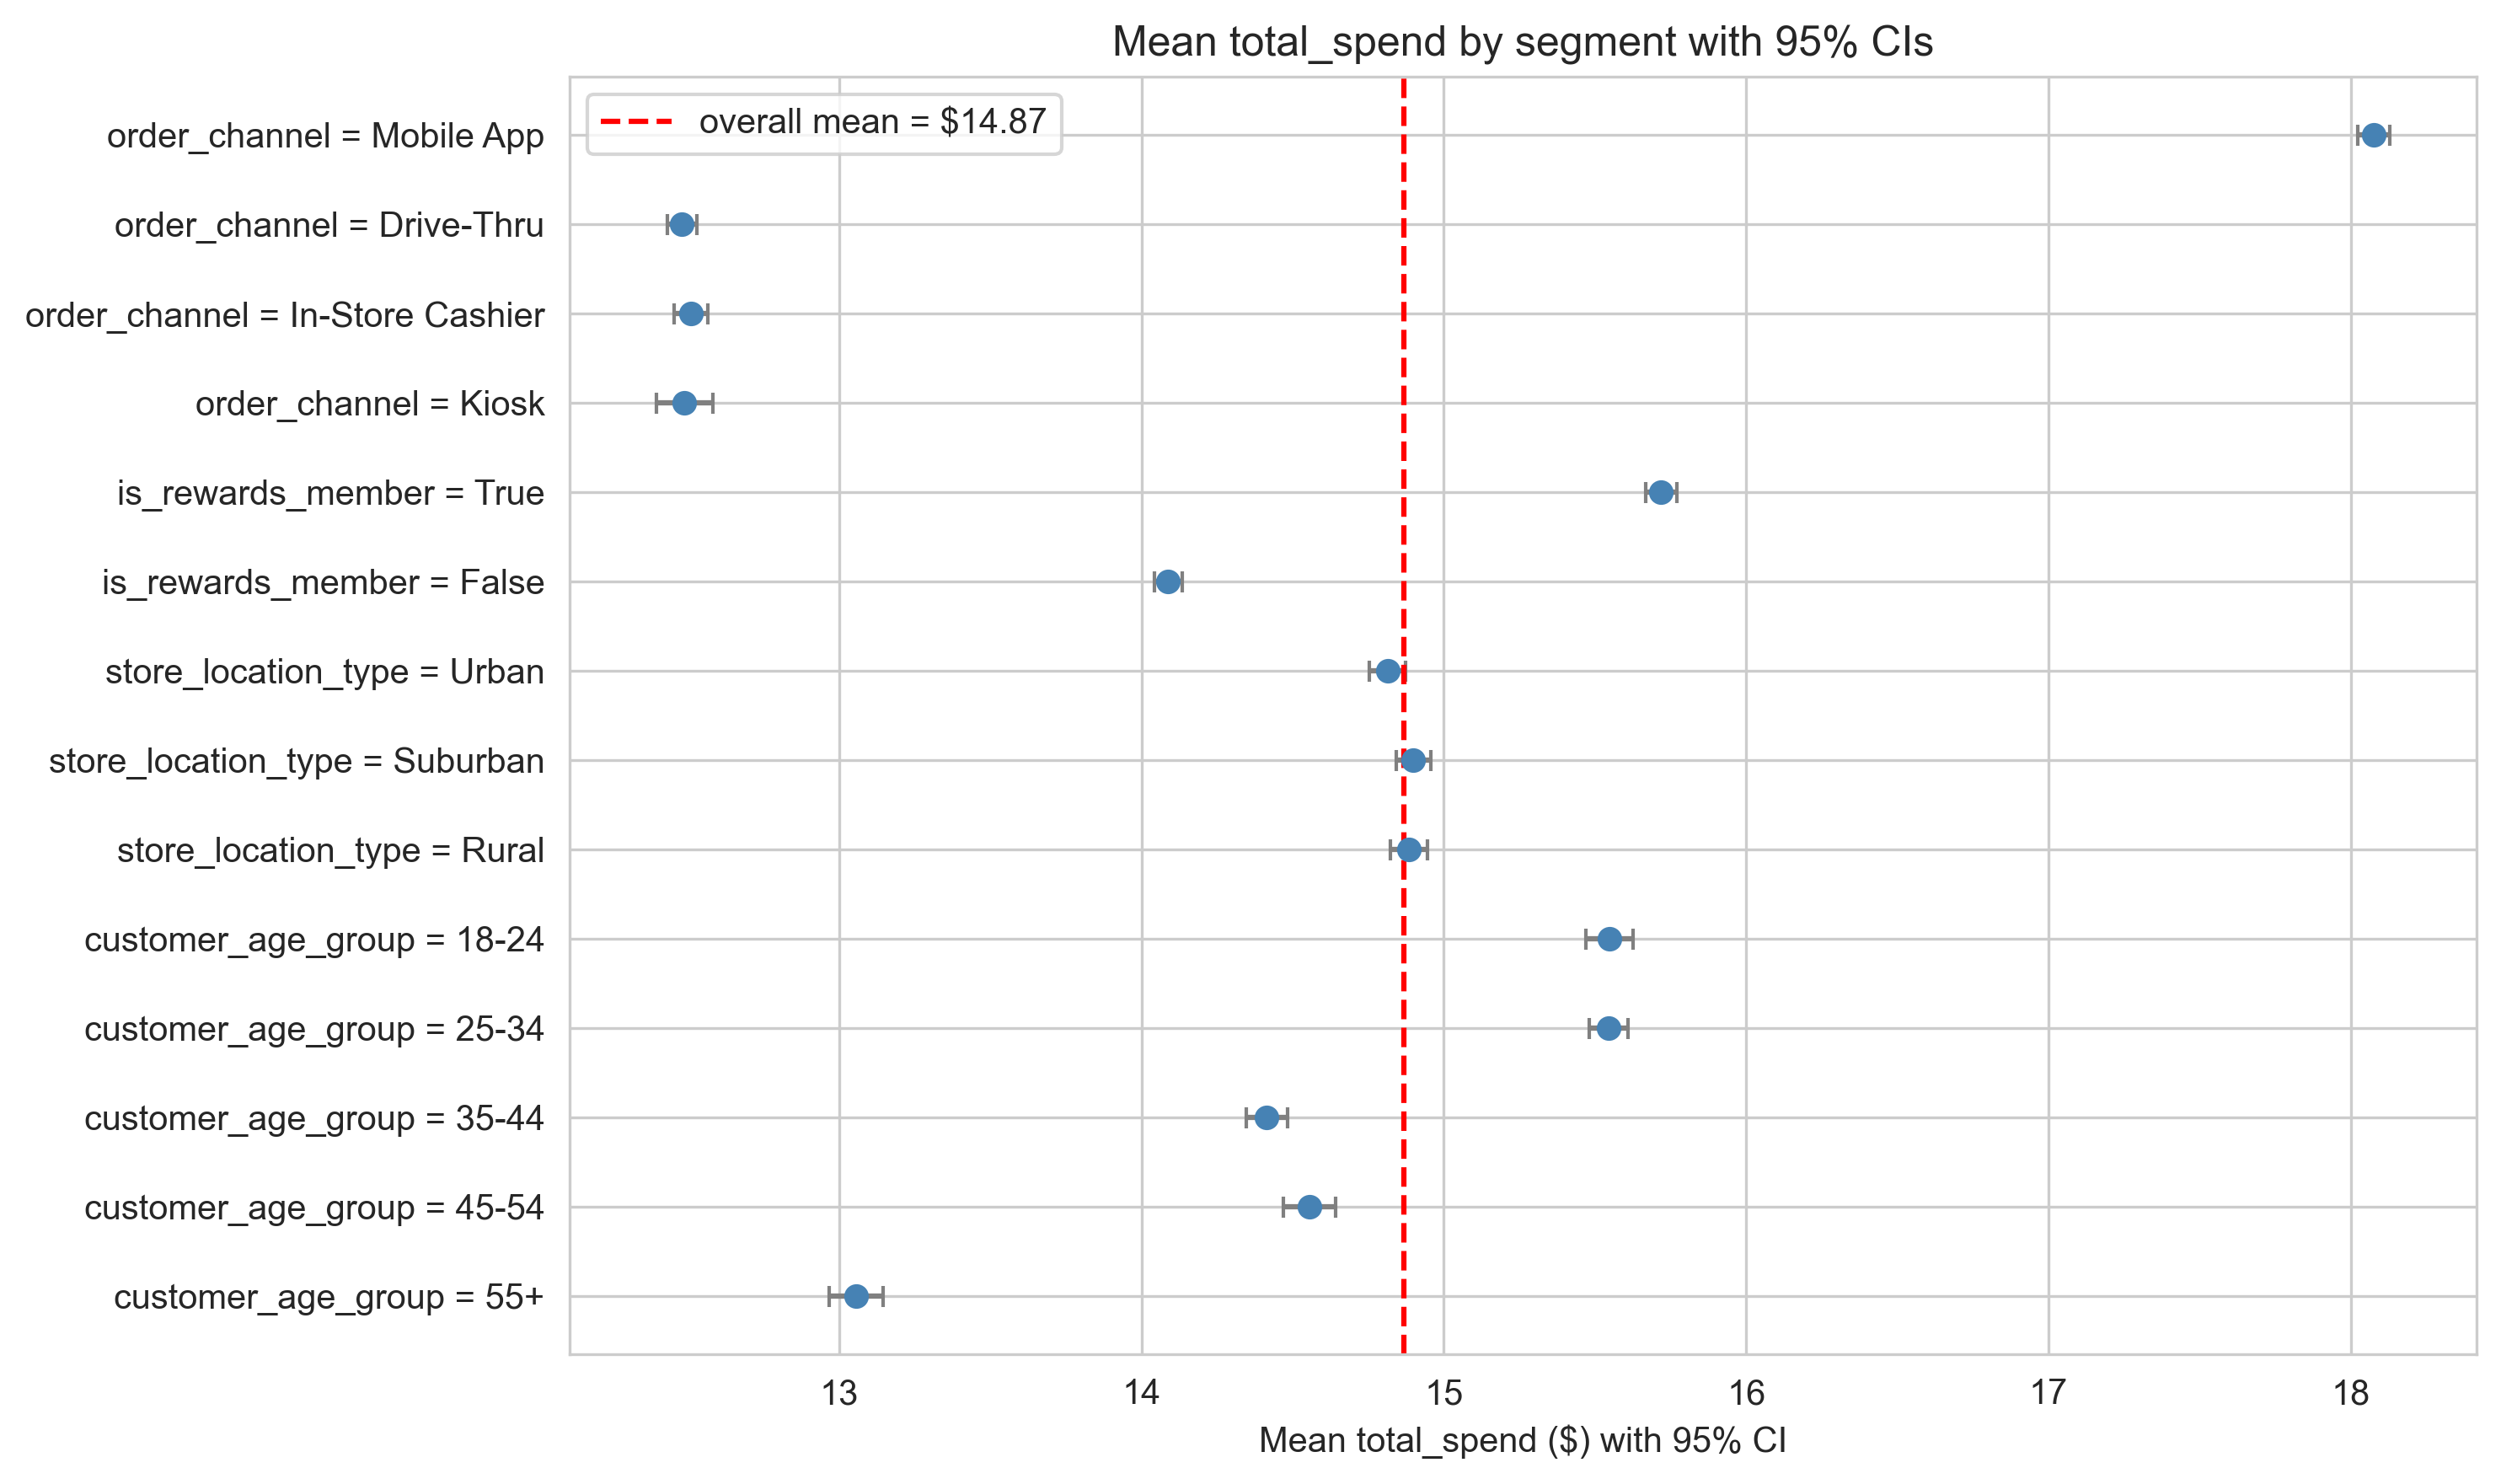 Mean total_spend by segment with 95% CIs
overall mean = $14.87
order_channel = Mobile App
order_channel = Drive-Thru
order_channel = In-Store Cashier
order_channel = Kiosk
is_rewards_member = True
is_rewards_member = False
store_location_type = Urban
store_location_type = Suburban
store_location_type = Rural
customer_age_group = 18-24
customer_age_group = 25-34
customer_age_group = 35-44
customer_age_group = 45-54
customer_age_group = 55+
13 14 15 16 17 18
Mean total_spend ($) with 95% CI